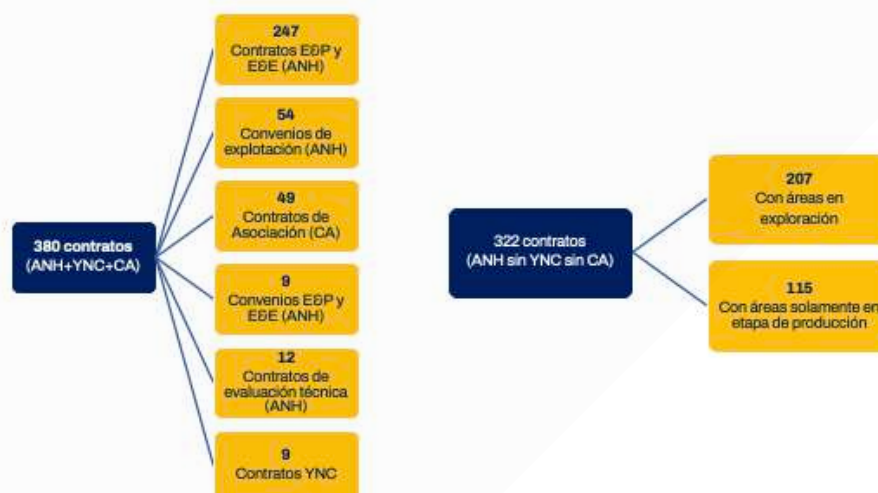 247
Contratos E&P y
E&E (ANH)
54
Convenios de
explotación (ANH)
49
Contratos de
Asociación (CA)
380 contratos
(ANH+YNC+CA)
9
Convenios E&P y
E&E (ANH)
12
Contratos de
evaluación técnica
(ANH)
9
Contratos YNC
322 contratos
(ANH sin YNC sin CA)
207
Con áreas en
exploración
115
Con áreas solamente en
etapa de producción